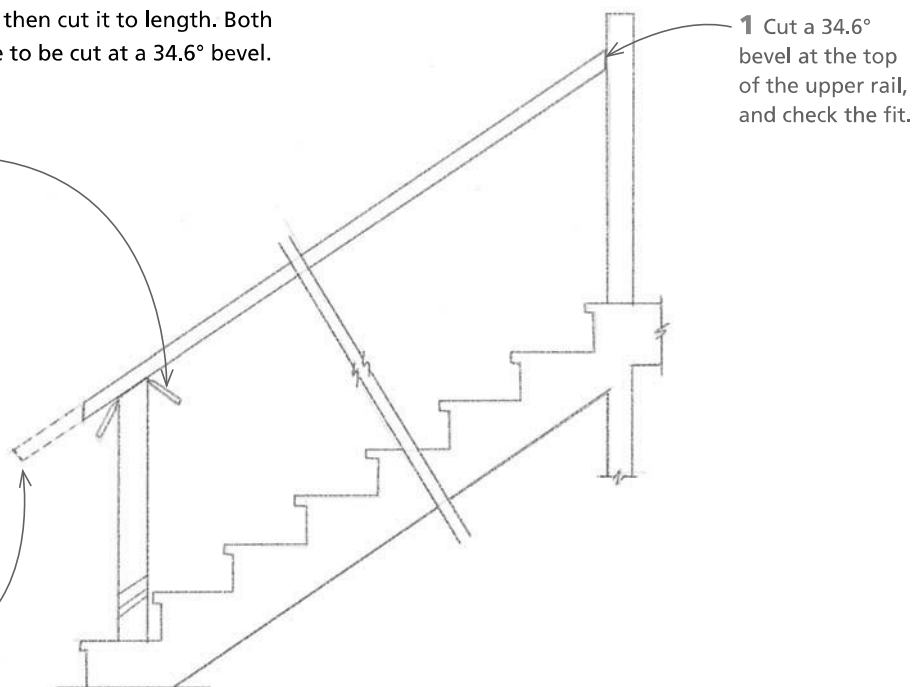 then cut it to length. Both
to be cut at a 34.6° bevel.
1 Cut a 34.6°
bevel at the top
of the upper rail,
and check the fit.